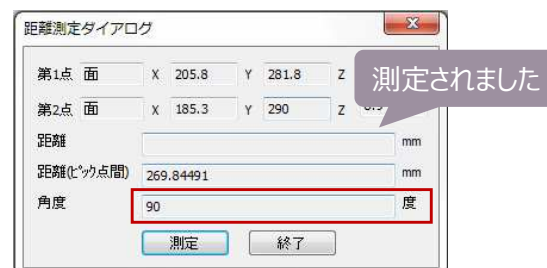 距離測定ダイアログ
第1点 面 X 205.8 Y 281.8 Z
測定されました
第2点 面 X 185.3 Y 290 Z
距離 mm
距離(ﾋﾟｯｸ点間) 269.84491 mm
角度 90 度
測定 終了